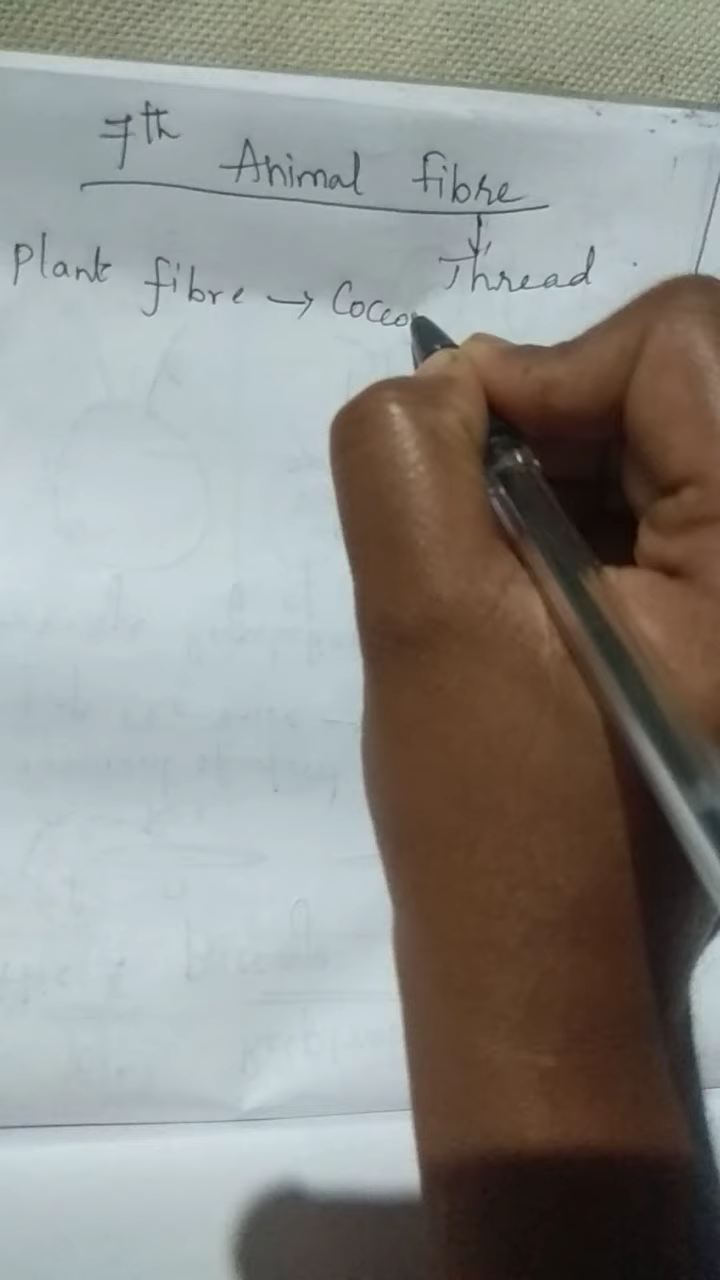 7th Animal fibre
Thread
Plant fibre → Cocco